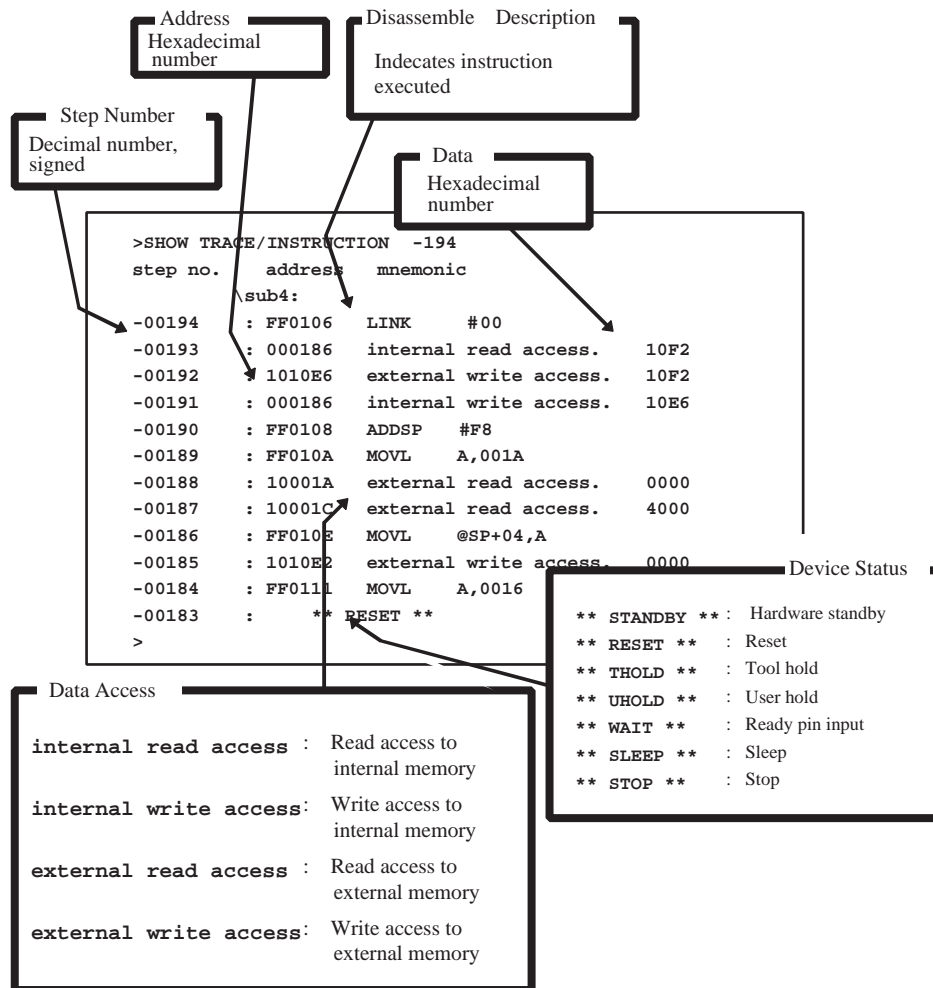 Address
Hexadecimal
number
Disassemble Description
Indecates instruction
executed
Step Number
Decimal number,
signed
Data
Hexadecimal
number
>SHOW TRACE/INSTRUCTION -194
step no. address mnemonic
\sub4:
-00194 : FF0106 LINK #00
-00193 : 000186 internal read access. 10F2
-00192 : 1010E6 external write access. 10F2
-00191 : 000186 internal write access. 10E6
-00190 : FF0108 ADDSP #F8
-00189 : FF010A MOVL A,001A
-00188 : 10001A external read access. 0000
-00187 : 10001C external read access. 4000
-00186 : FF010E MOVL @SP+04,A
-00185 : 1010E2 external write access. 0000
-00184 : FF0111 MOVL A,0016
-00183 : ** RESET **
>
Device Status
** STANDBY ** : Hardware standby
** RESET ** : Reset
** THOLD ** : Tool hold
** UHOLD ** : User hold
** WAIT ** : Ready pin input
** SLEEP ** : Sleep
** STOP ** : Stop
Data Access
internal read access : Read access to
internal memory
internal write access: Write access to
internal memory
external read access : Read access to
external memory
external write access: Write access to
external memory